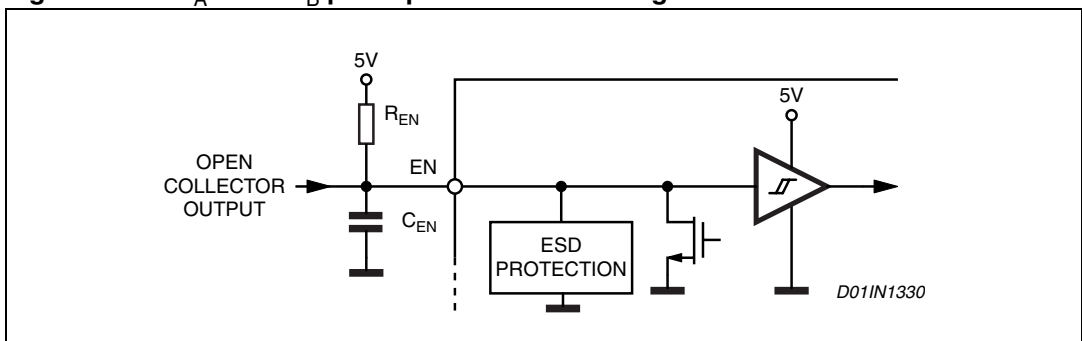 5V
R_EN
EN
OPEN
COLLECTOR
OUTPUT
C_EN
ESD
PROTECTION
5V
D01IN1330